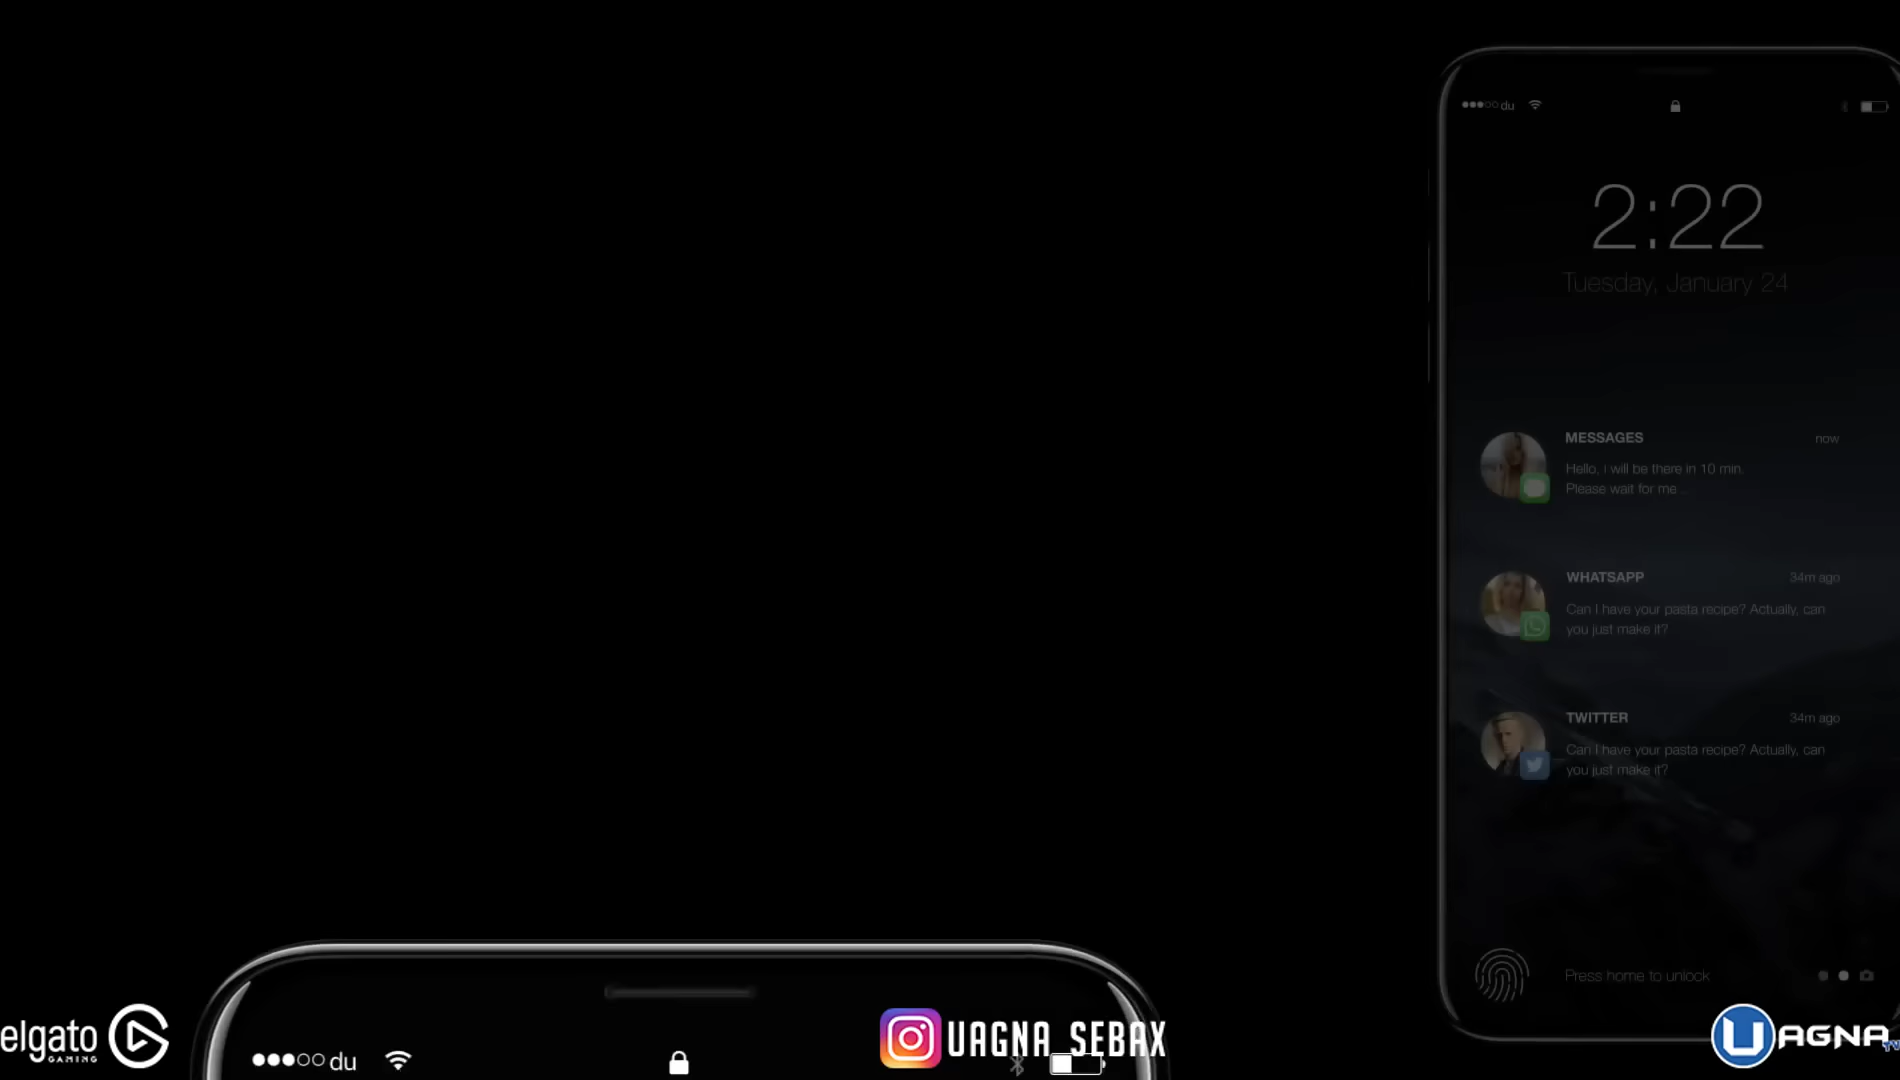 du
2:22
Tuesday, January 24
MESSAGES now
Hello, i will be there in 10 min.
Please wait for me...
WHATSAPP 34m ago
Can I have your pasta recipe? Actually, can
you just make it?
TWITTER 34m ago
Can I have your pasta recipe? Actually, can
you just make it?
Press home to unlock
elgato
GAMING
du
UAGNA_SEBAX
UAGNA
TV